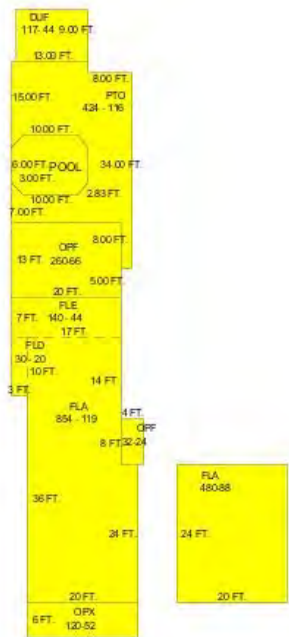 DUF
117-44 9.00 FT.
13.00 FT.
8.00 FT.
15.00 FT.
PTO
424 - 116
10.00 FT.
6.00 FT.
POOL
34.00 FT.
3.00 FT.
10.00 FT.
2.83 FT.
7.00 FT.
8.00 FT.
OPF
13 FT.
260-66
5.00 FT.
20 FT.
FLE
7 FT.
140 - 44
17 FT.
FLD
30 - 20
10 FT.
14 FT.
3 FT.
FLA
854 - 119
4 FT.
OPF
8 FT.
32-24
FLA
480-88
36 FT.
24 FT.
24 FT.
20 FT.
20 FT.
OPX
6 FT.
120-52